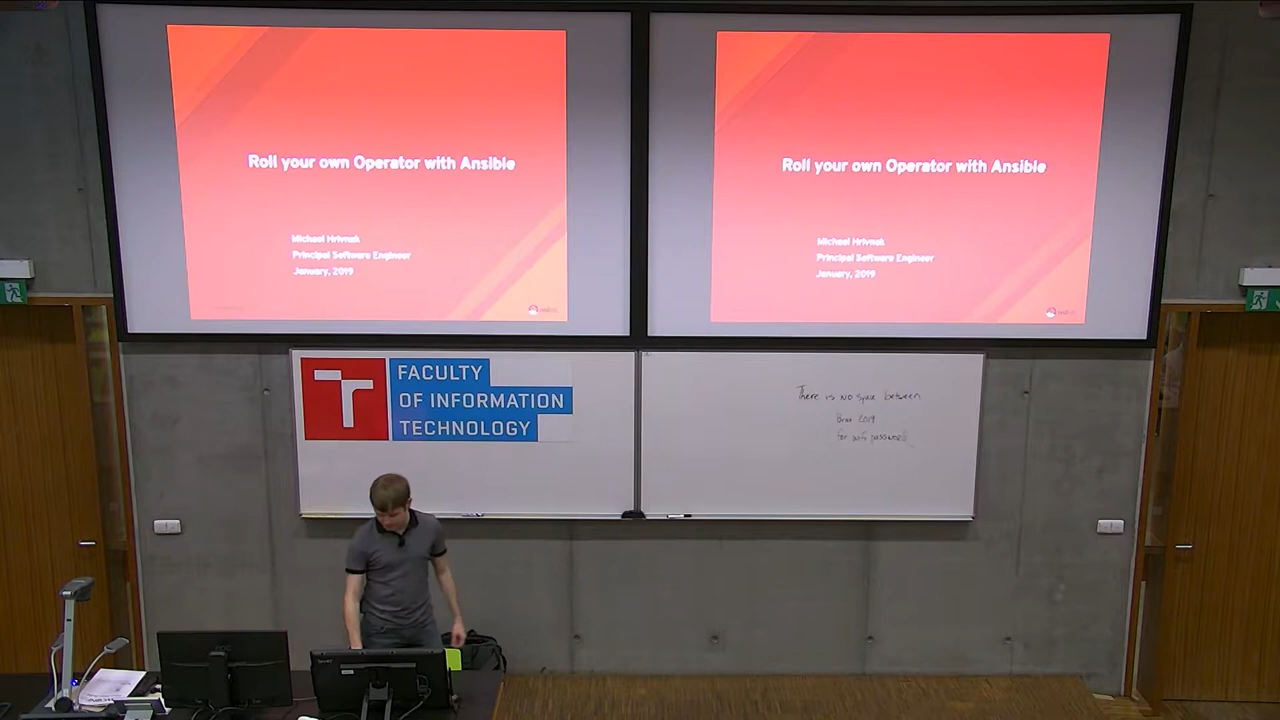 Roll your own Operator with Ansible
Michael Hrivnak
Principal Software Engineer
January, 2019
Roll your own Operator with Ansible
Michael Hrivnak
Principal Software Engineer
January, 2019
FACULTY
OF INFORMATION
TECHNOLOGY
There is no space between
Brno 2019
for wifi password